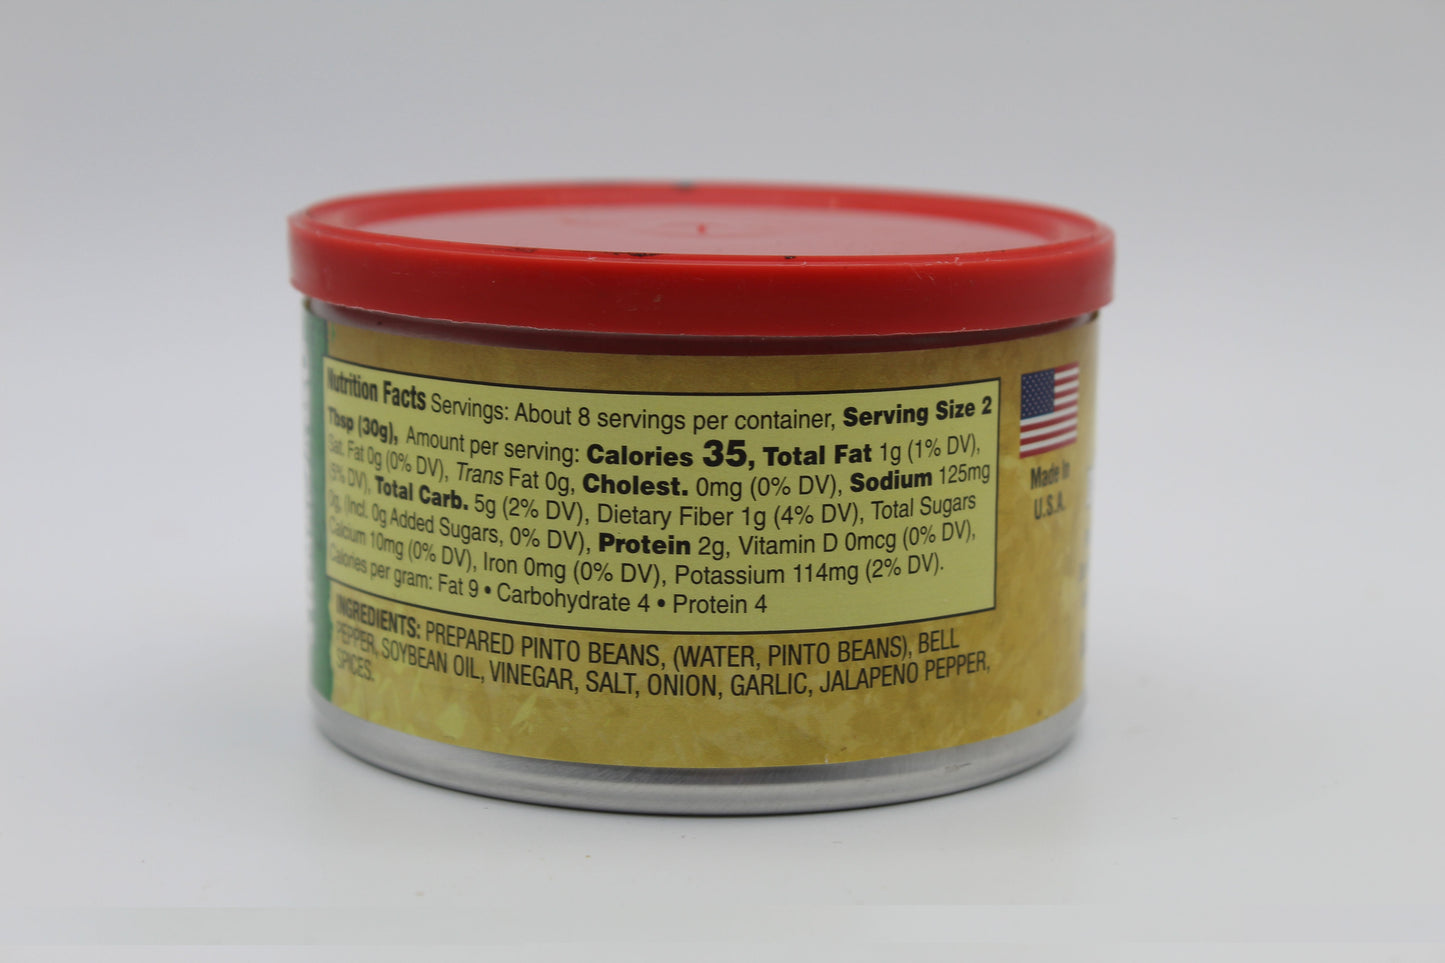 Nutrition Facts Servings: About 8 servings per container, Serving Size 2
Tbsp (30g), Amount per serving: Calories 35, Total Fat 1g (1% DV),
Sat. Fat 0g (0% DV), Trans Fat 0g, Cholest. 0mg (0% DV), Sodium 125mg
(5% DV), Total Carb. 5g (2% DV), Dietary Fiber 1g (4% DV), Total Sugars
0g, (Incl. 0g Added Sugars, 0% DV), Protein 2g, Vitamin D 0mcg (0% DV),
Calcium 10mg (0% DV), Iron 0mg (0% DV), Potassium 114mg (2% DV).
Calories per gram: Fat 9 • Carbohydrate 4 • Protein 4
INGREDIENTS: PREPARED PINTO BEANS, (WATER, PINTO BEANS), BELL
PEPPER, SOYBEAN OIL, VINEGAR, SALT, ONION, GARLIC, JALAPENO PEPPER,
SPICES.
Made In
U.S.A.